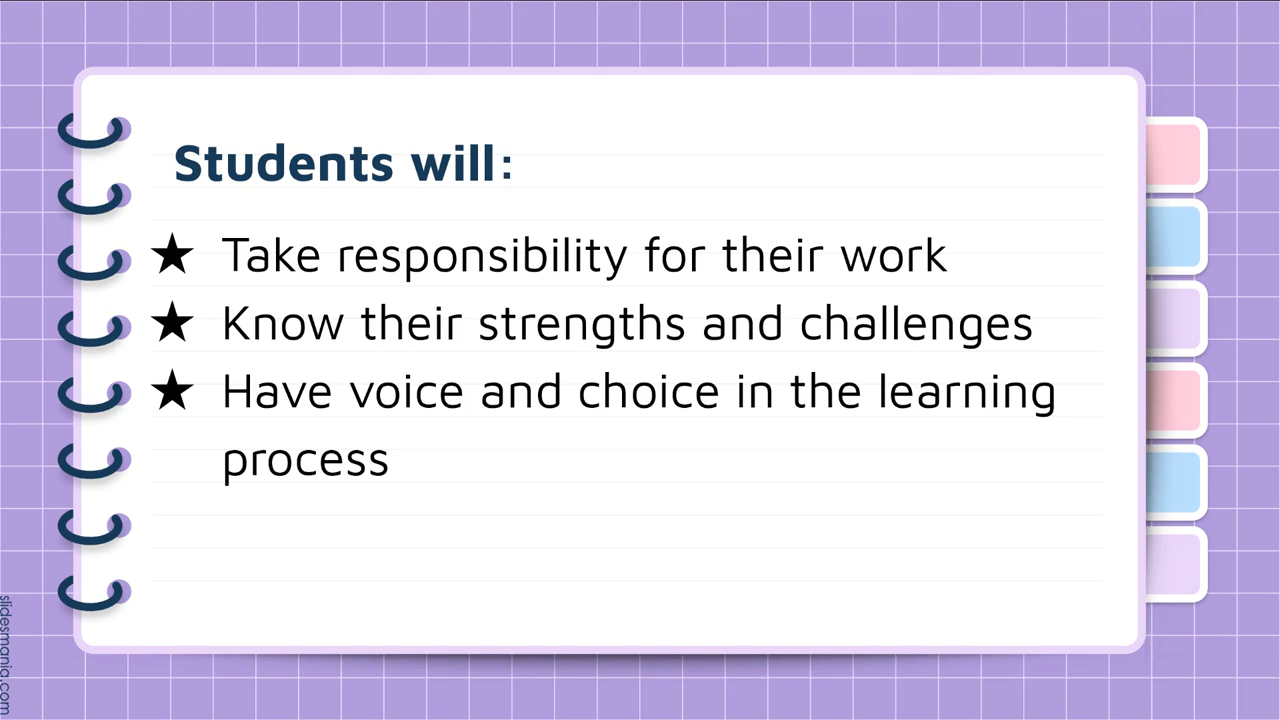 Students will:
★ Take responsibility for their work
★ Know their strengths and challenges
★ Have voice and choice in the learning
process
slidesmania.com